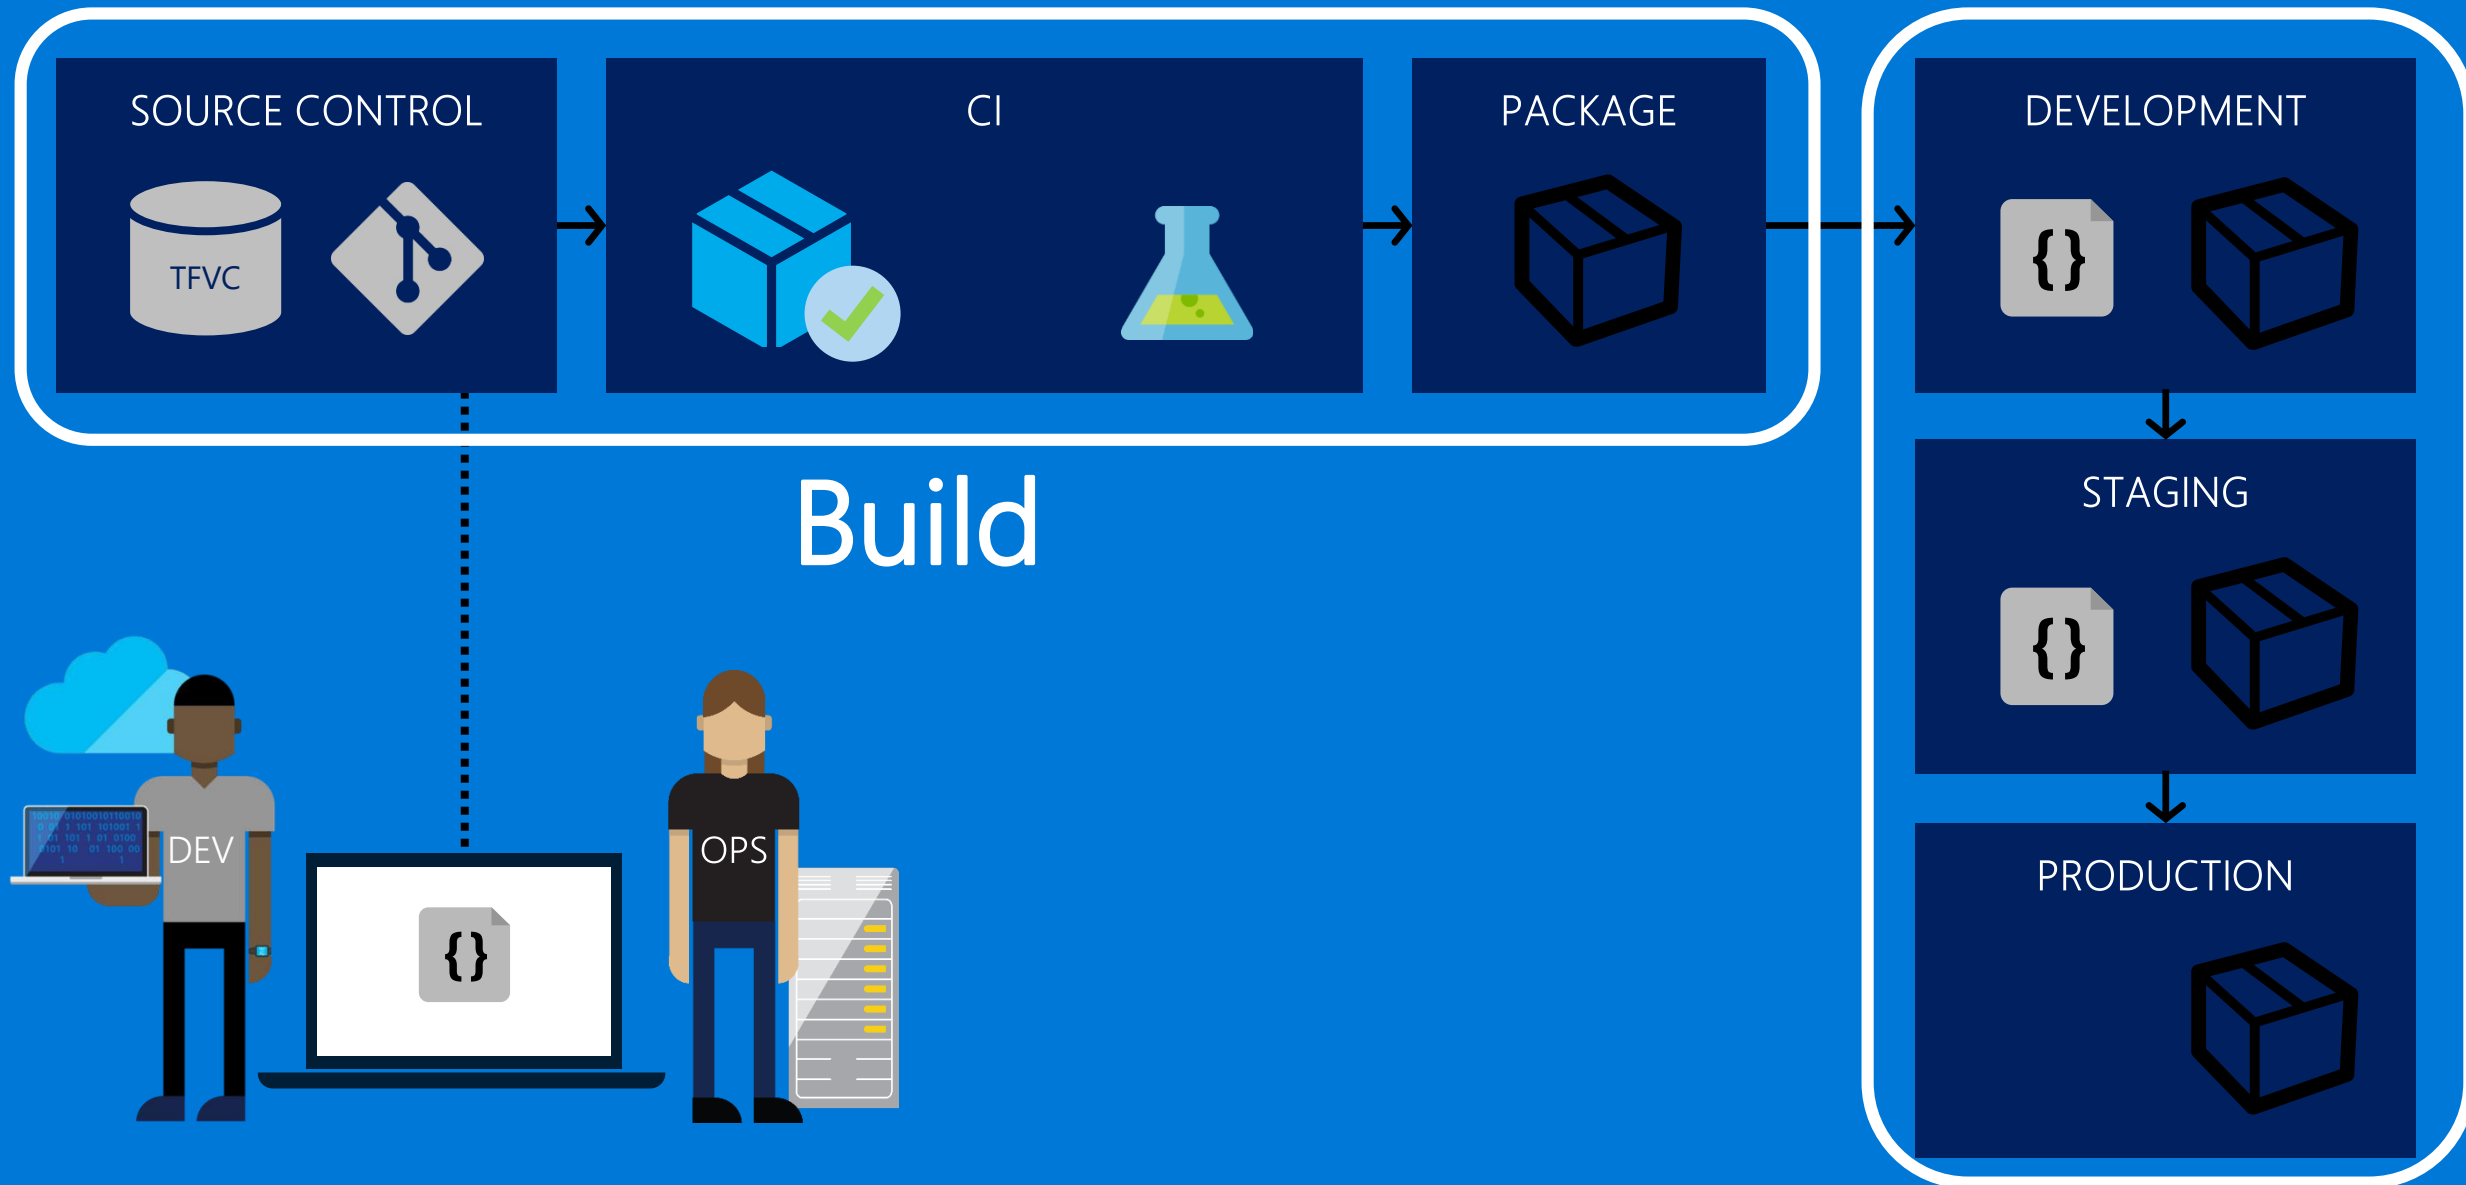 SOURCE CONTROL
TFVC
CI
PACKAGE
DEVELOPMENT
{}
Build
STAGING
{}
DEV
{}
OPS
PRODUCTION